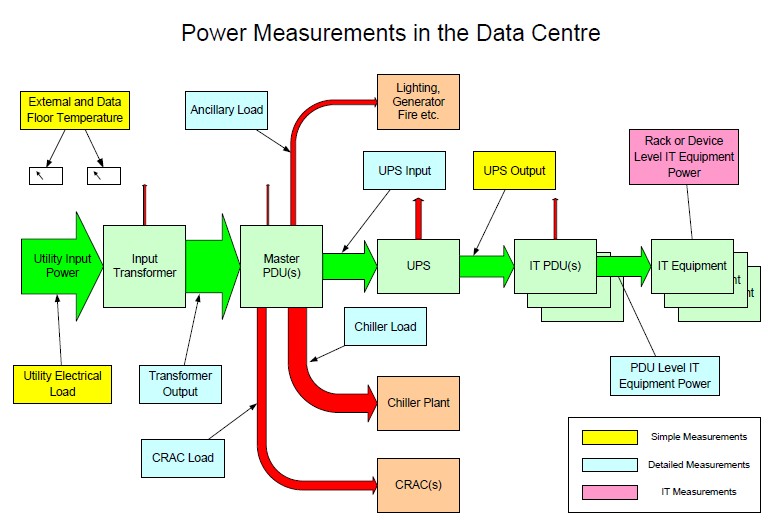 Power Measurements in the Data Centre
External and Data
Floor Temperature
Ancillary Load
Lighting,
Generator
Fire etc.
UPS Input
UPS Output
Rack or Device
Level IT Equipment
Power
Utility Input
Power
Input
Transformer
Master
PDU(s)
UPS
IT PDU(s)
IT Equipment
nt
nt
Chiller Load
Utility Electrical
Load
Transformer
Output
PDU Level IT
Equipment Power
Chiller Plant
CRAC Load
CRAC(s)
Simple Measurements
Detailed Measurements
IT Measurements